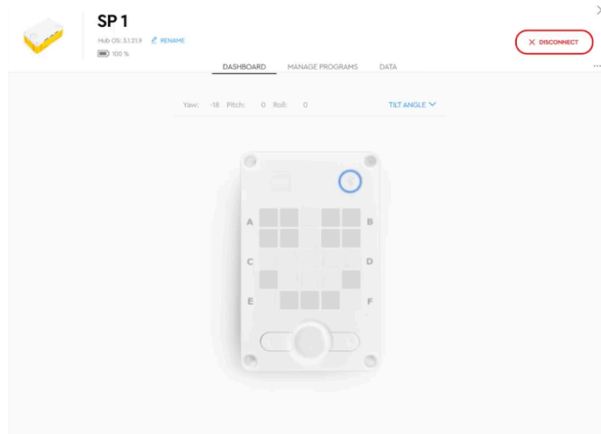 SP 1
Hub OS: 3.1.21.9 RENAME
100 %
DISCONNECT
DASHBOARD MANAGE PROGRAMS DATA
Yaw: -18 Pitch: 0 Roll: 0 TILT ANGLE
A B
C D
E F